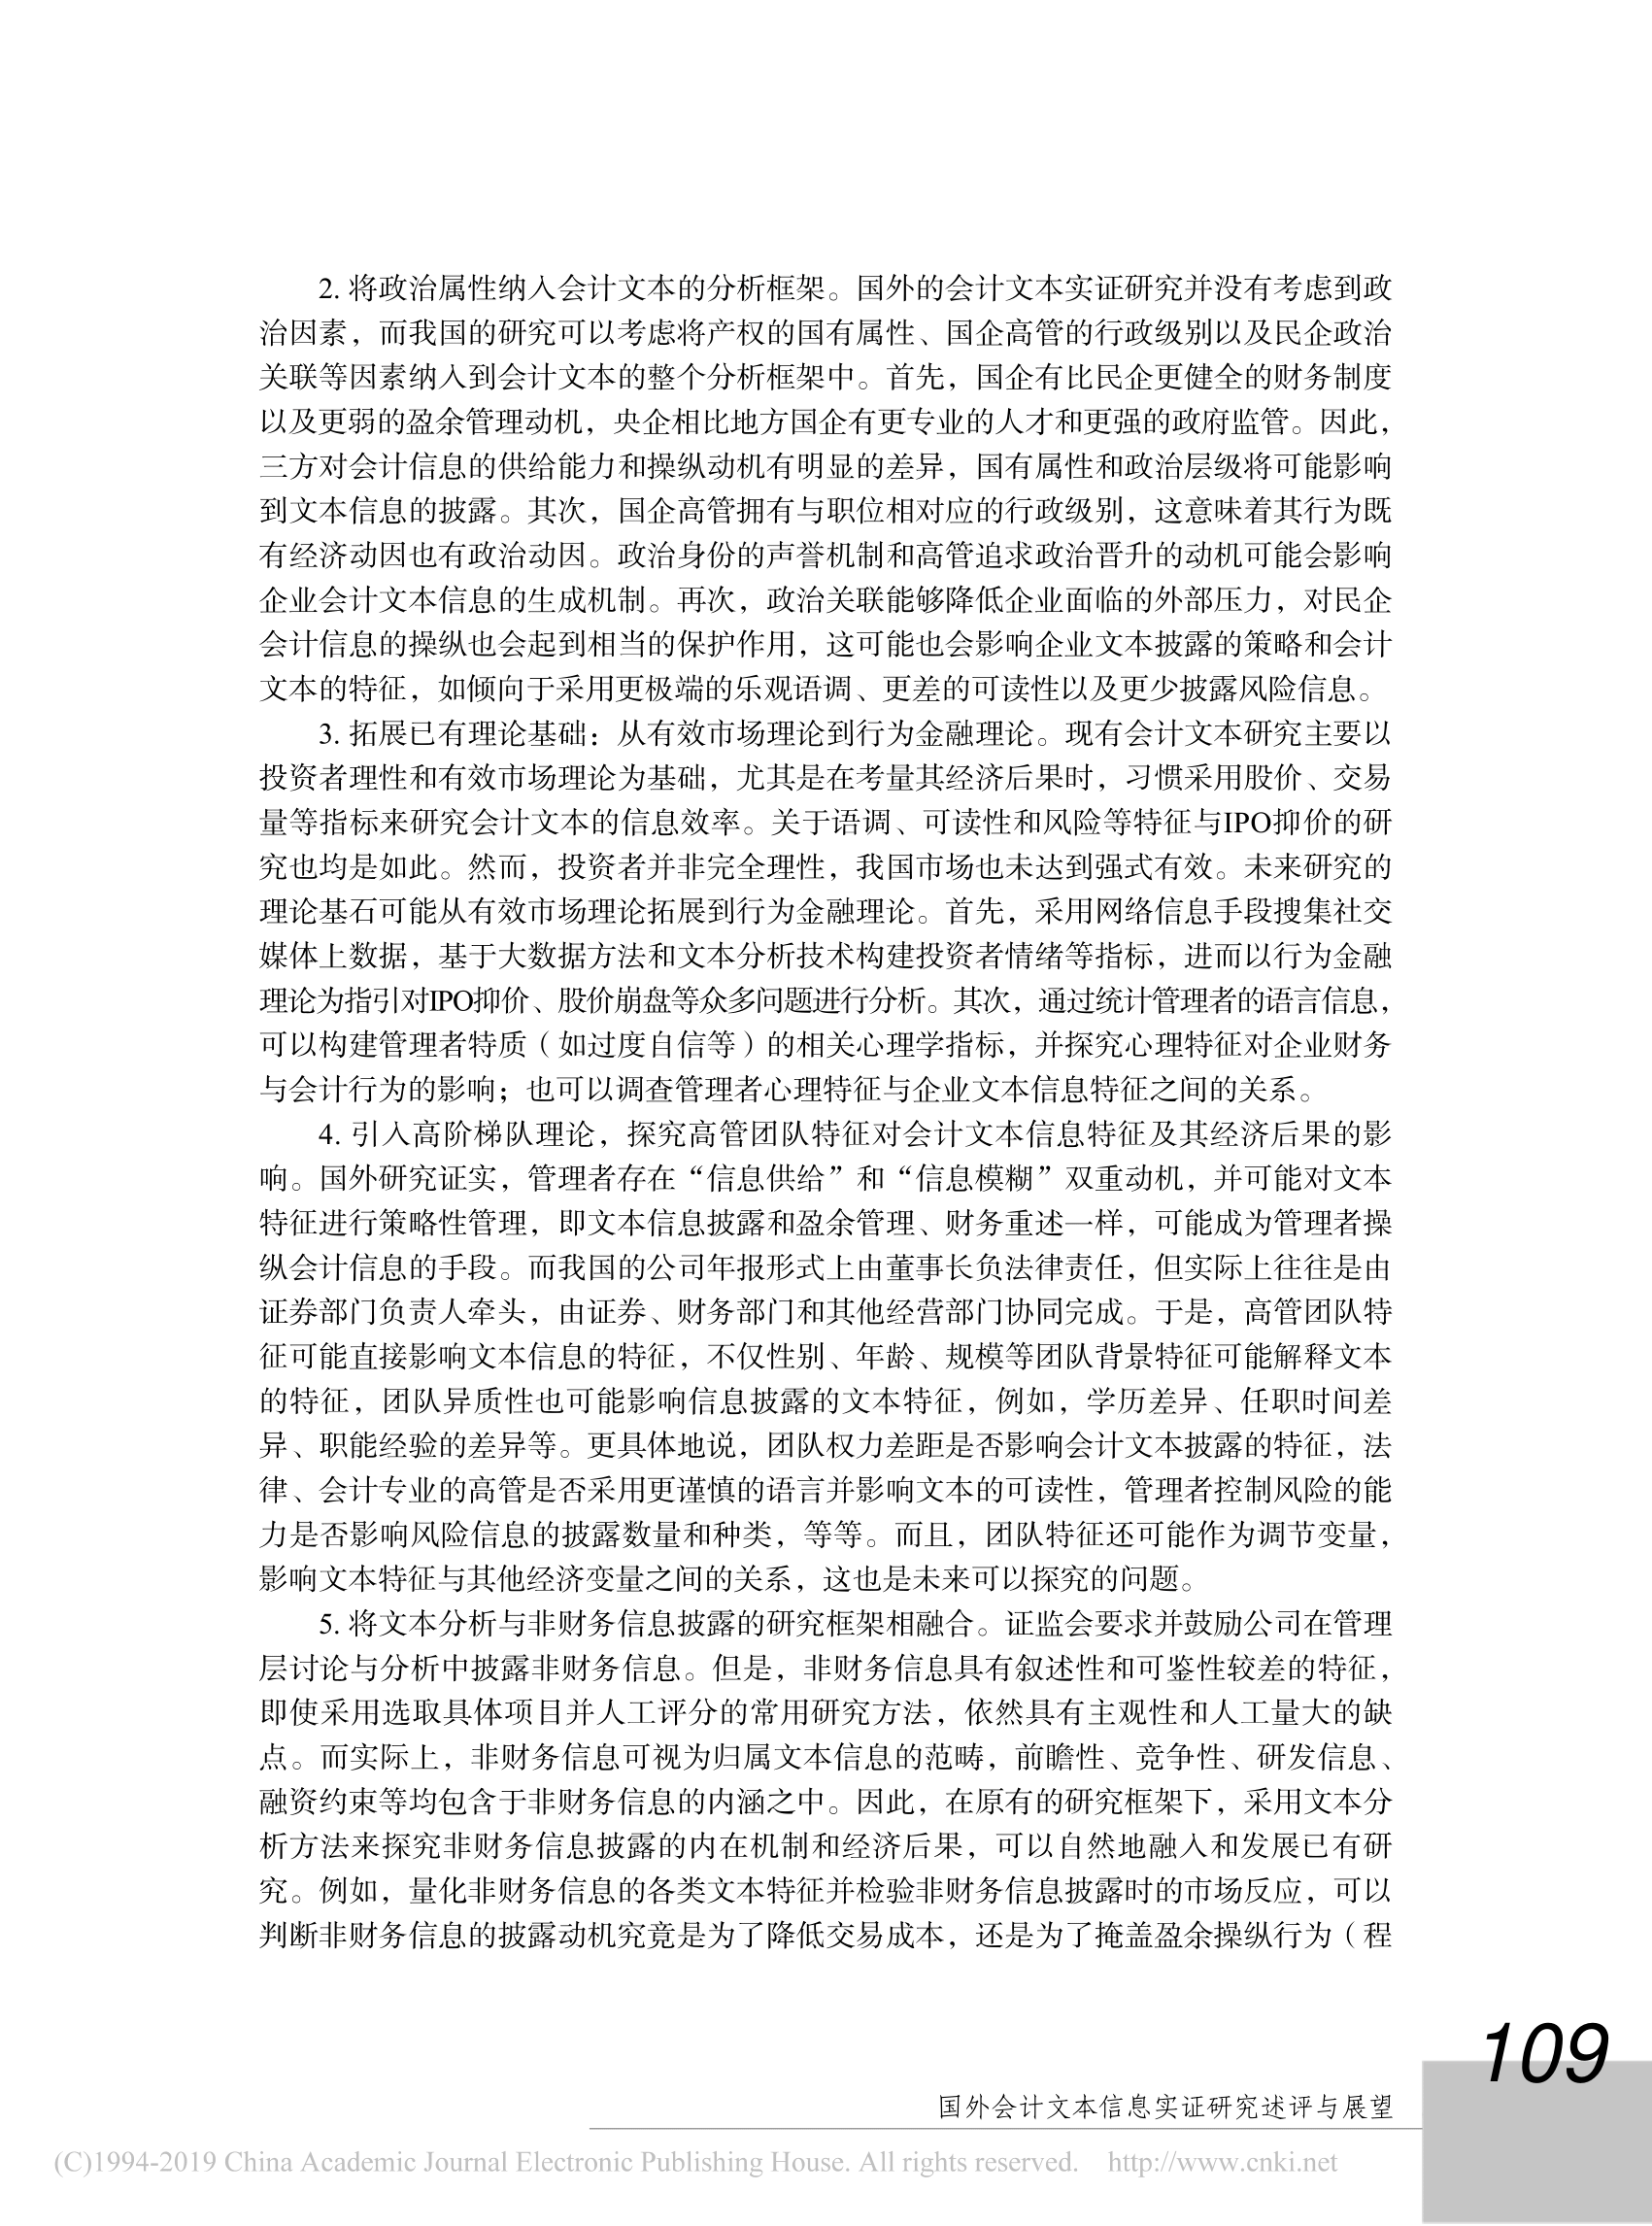 2. 将政治属性纳入会计文本的分析框架。国外的会计文本实证研究并没有考虑到政
治因素，而我国的研究可以考虑将产权的国有属性、国企高管的行政级别以及民企政治
关联等因素纳入到会计文本的整个分析框架中。首先，国企有比民企更健全的财务制度
以及更弱的盈余管理动机，央企相比地方国企有更专业的人才和更强的政府监管。因此，
三方对会计信息的供给能力和操纵动机有明显的差异，国有属性和政治层级将可能影响
到文本信息的披露。其次，国企高管拥有与职位相对应的行政级别，这意味着其行为既
有经济动因也有政治动因。政治身份的声誉机制和高管追求政治晋升的动机可能会影响
企业会计文本信息的生成机制。再次，政治关联能够降低企业面临的外部压力，对民企
会计信息的操纵也会起到相当的保护作用，这可能也会影响企业文本披露的策略和会计
文本的特征，如倾向于采用更极端的乐观语调、更差的可读性以及更少披露风险信息。
3. 拓展已有理论基础：从有效市场理论到行为金融理论。现有会计文本研究主要以
投资者理性和有效市场理论为基础，尤其是在考量其经济后果时，习惯采用股价、交易
量等指标来研究会计文本的信息效率。关于语调、可读性和风险等特征与IPO抑价的研
究也均是如此。然而，投资者并非完全理性，我国市场也未达到强式有效。未来研究的
理论基石可能从有效市场理论拓展到行为金融理论。首先，采用网络信息手段搜集社交
媒体上数据，基于大数据方法和文本分析技术构建投资者情绪等指标，进而以行为金融
理论为指引对IPO抑价、股价崩盘等众多问题进行分析。其次，通过统计管理者的语言信息，
可以构建管理者特质（如过度自信等）的相关心理学指标，并探究心理特征对企业财务
与会计行为的影响；也可以调查管理者心理特征与企业文本信息特征之间的关系。
4. 引入高阶梯队理论，探究高管团队特征对会计文本信息特征及其经济后果的影
响。国外研究证实，管理者存在“信息供给”和“信息模糊”双重动机，并可能对文本
特征进行策略性管理，即文本信息披露和盈余管理、财务重述一样，可能成为管理者操
纵会计信息的手段。而我国的公司年报形式上由董事长负法律责任，但实际上往往是由
证券部门负责人牵头，由证券、财务部门和其他经营部门协同完成。于是，高管团队特
征可能直接影响文本信息的特征，不仅性别、年龄、规模等团队背景特征可能解释文本
的特征，团队异质性也可能影响信息披露的文本特征，例如，学历差异、任职时间差
异、职能经验的差异等。更具体地说，团队权力差距是否影响会计文本披露的特征，法
律、会计专业的高管是否采用更谨慎的语言并影响文本的可读性，管理者控制风险的能
力是否影响风险信息的披露数量和种类，等等。而且，团队特征还可能作为调节变量，
影响文本特征与其他经济变量之间的关系，这也是未来可以探究的问题。
5. 将文本分析与非财务信息披露的研究框架相融合。证监会要求并鼓励公司在管理
层讨论与分析中披露非财务信息。但是，非财务信息具有叙述性和可鉴性较差的特征，
即使采用选取具体项目并人工评分的常用研究方法，依然具有主观性和人工量大的缺
点。而实际上，非财务信息可视为归属文本信息的范畴，前瞻性、竞争性、研发信息、
融资约束等均包含于非财务信息的内涵之中。因此，在原有的研究框架下，采用文本分
析方法来探究非财务信息披露的内在机制和经济后果，可以自然地融入和发展已有研
究。例如，量化非财务信息的各类文本特征并检验非财务信息披露时的市场反应，可以
判断非财务信息的披露动机究竟是为了降低交易成本，还是为了掩盖盈余操纵行为（程
109
国外会计文本信息实证研究述评与展望
(C)1994-2019 China Academic Journal Electronic Publishing House. All rights reserved. http://www.cnki.net